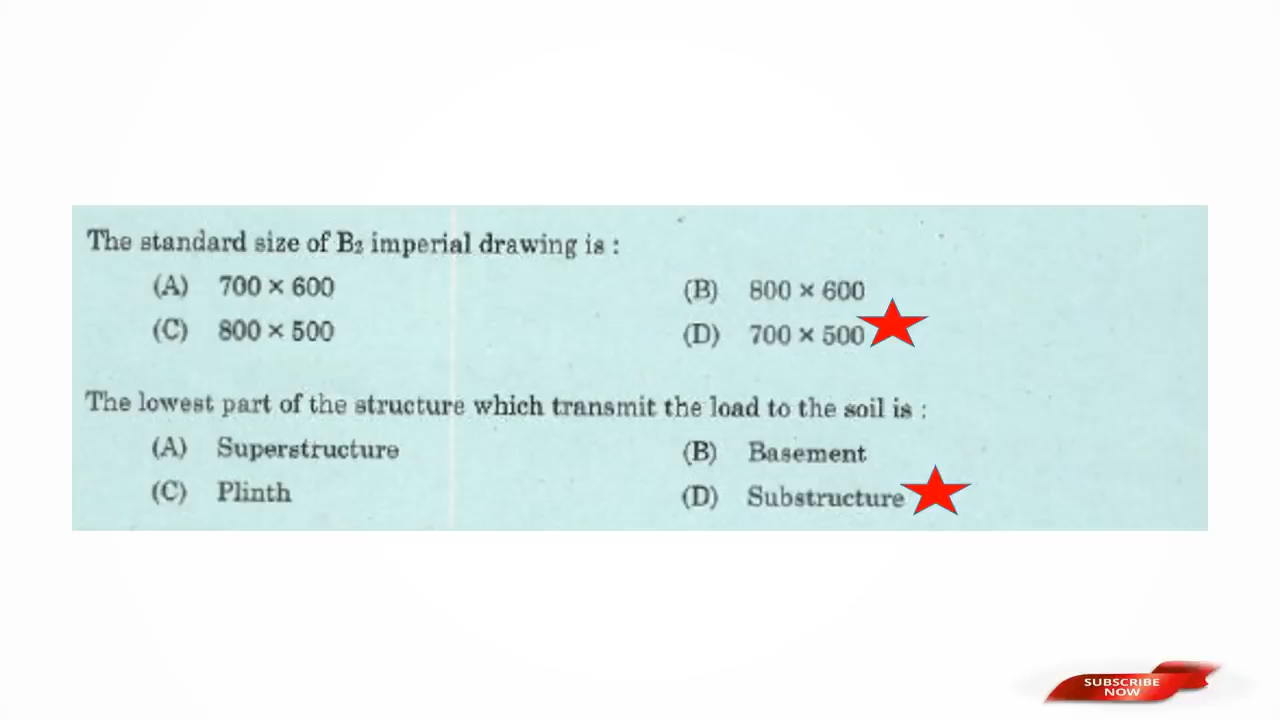 The standard size of B₂ imperial drawing is :
(A) 700 × 600 (B) 800 × 600
(C) 800 × 500 (D) 700 × 500
The lowest part of the structure which transmit the load to the soil is :
(A) Superstructure (B) Basement
(C) Plinth (D) Substructure
SUBSCRIBE
NOW